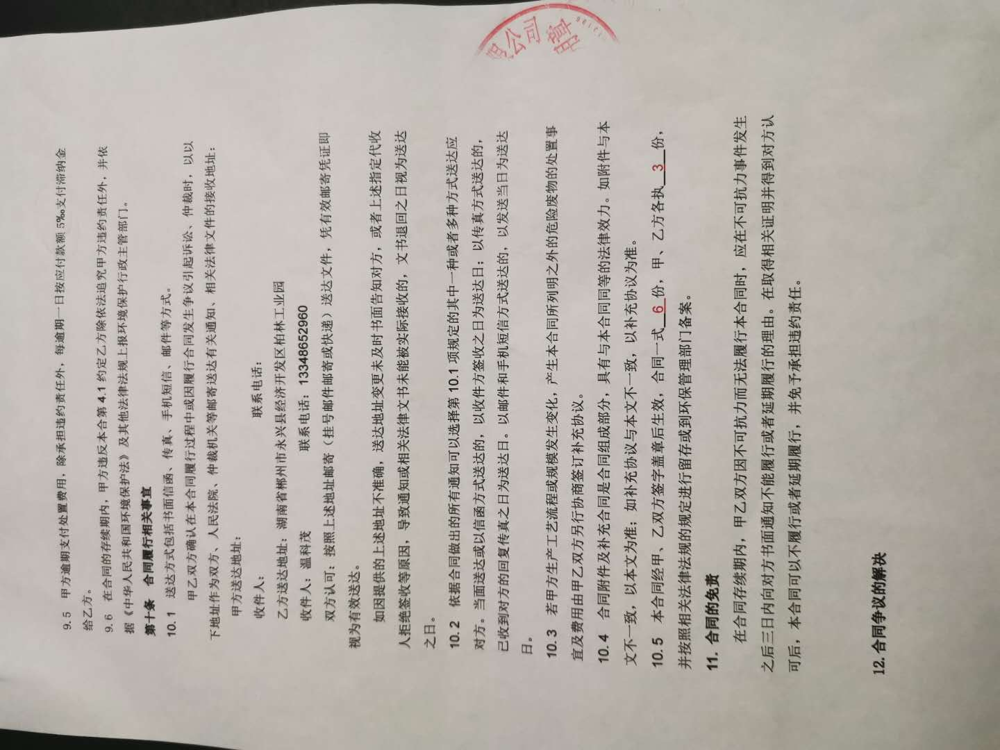 9.5 甲方逾期支付处置费用，除承担违约责任外，每逾期一日按应付款额5‰支付滞纳金
给乙方。
9.6 在合同的存续期内，甲方违反本合第 4.1 约定乙方除依法追究甲方违约责任外，并依
据《中华人民共和国环境保护法》及其他法律法规上报环境保护行政主管部门。
第十条 合同履行相关事宜
10.1 送达方式包括书面信函、传真、手机短信、邮件等方式。
甲乙双方确认在本合同履行过程中或因履行合同发生争议引起诉讼、仲裁时，以以
下地址作为双方、人民法院、仲裁机关等邮寄送达有关通知、相关法律文件的接收地址：
甲方送达地址：
收件人： 联系电话：
乙方送达地址：湖南省郴州市永兴县经济开发区柏林工业园
收件人：温科茂 联系电话：13348652960
双方认可：按照上述地址邮寄（挂号邮件邮寄或快递）送达文件，凭有效邮寄凭证即
视为有效送达。
如因提供的上述地址不准确，送达地址变更未及时书面告知对方，或者上述指定代收
人拒绝签收等原因，导致通知或相关法律文书未能被实际接收的，文书退回之日视为送达
之日。
10.2 依据合同做出的所有通知可以选择第 10.1 项规定的其中一种或者多种方式送达应
对方。当面送达或以信函方式送达的，以收件方签收之日为送达日；以传真方式送达的，
已收到对方的回复传真之日为送达日。以邮件和手机短信方式送达的，以发送当日为送达
日。
10.3 若甲方生产工艺流程或规模发生变化，产生本合同所列明之外的危险废物的处置事
宜及费用由甲乙双方另行协商签订补充协议。
10.4 合同附件及补充合同是合同组成部分，具有与本合同同等的法律效力。如附件与本
文不一致，以本文为准；如补充协议与本文不一致，以补充协议为准。
10.5 本合同经甲、乙双方签字盖章后生效，合同一式 6 份，甲、乙方各执 3 份，
并按照相关法律法规的规定进行留存或到环保管理部门备案。
11. 合同的免责
在合同存续期内，甲乙双方因不可抗力而无法履行本合同时，应在不可抗力事件发生
之后三日内向对方书面通知不能履行或者延期履行的理由。在取得相关证明并得到对方认
可后，本合同可以不履行或者延期履行，并免予承担违约责任。
12.合同争议的解决
公司